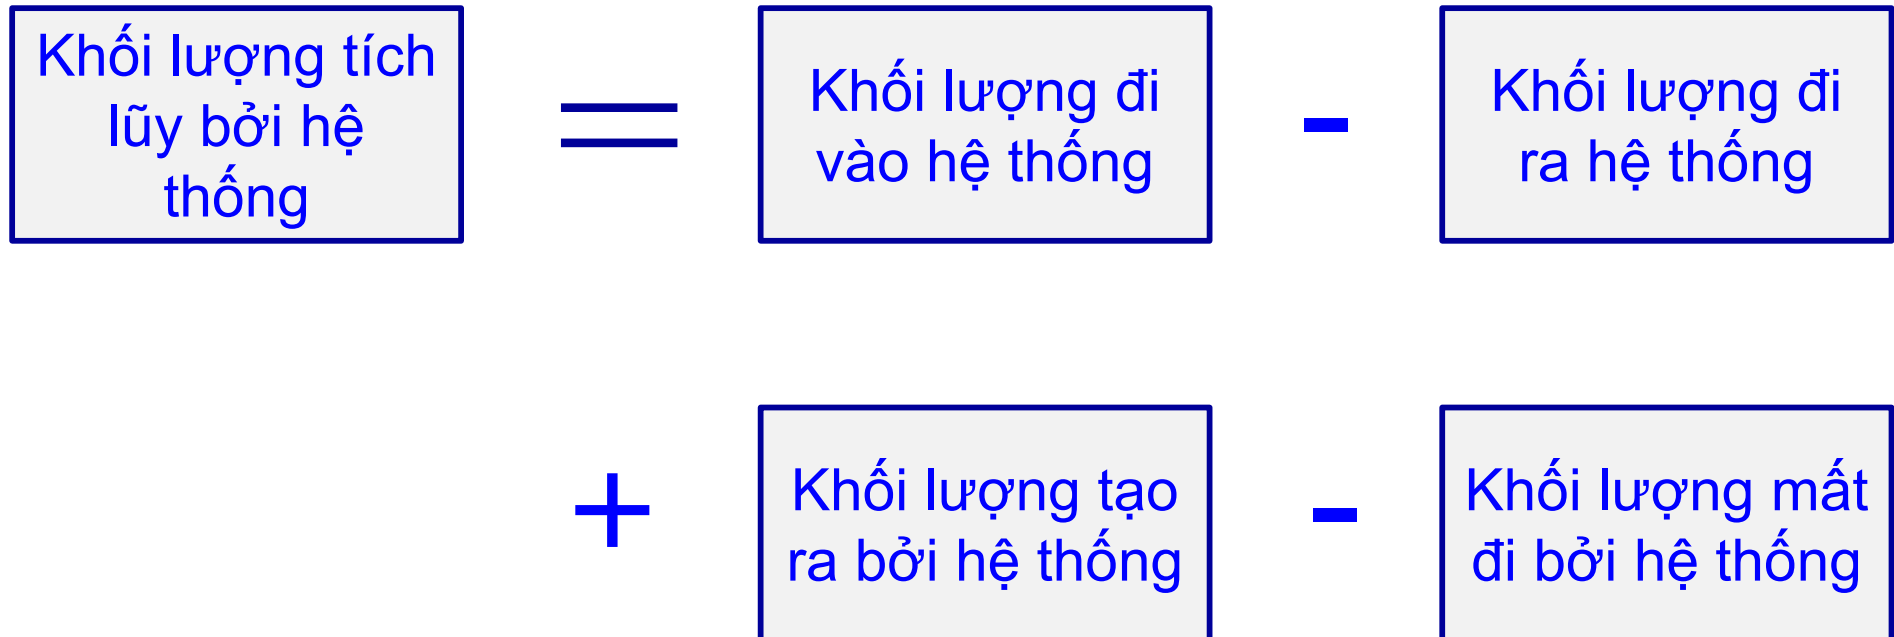 Khối lượng tích
lũy bởi hệ
thống
=
Khối lượng đi
vào hệ thống
-
Khối lượng đi
ra hệ thống
+
Khối lượng tạo
ra bởi hệ thống
-
Khối lượng mất
đi bởi hệ thống